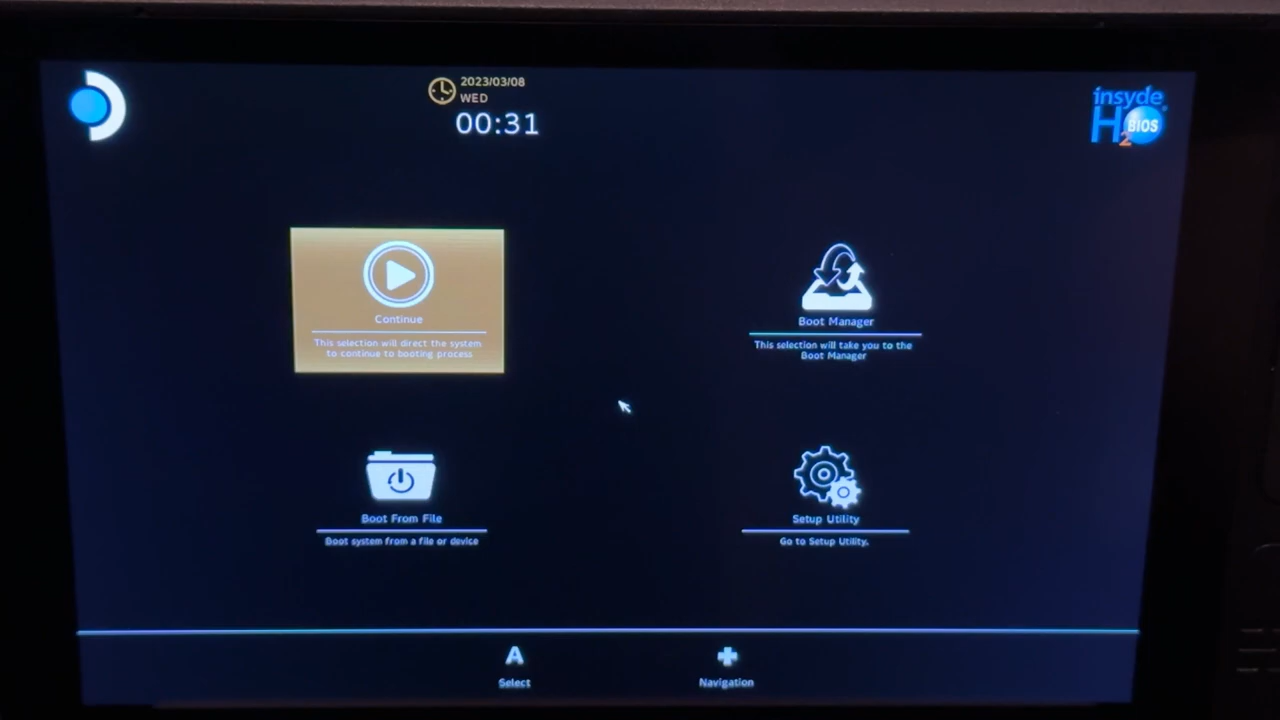 2023/03/08
WED
00:31
insyde
H2BIOS
Continue
This selection will direct the system
to continue to booting process
Boot Manager
This selection will take you to the
Boot Manager
Boot From File
Boot system from a file or device
Setup Utility
Go to Setup Utility.
A
Select
Navigation